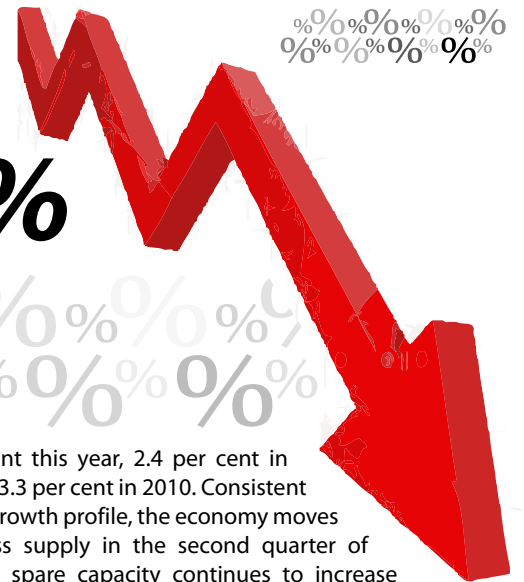 %%%%%%%%
%%%%%%%%
%
%%%%%
%%%%%
nt this year, 2.4 per cent in
3.3 per cent in 2010. Consistent
rowth profile, the economy moves
ss supply in the second quarter of
spare capacity continues to increase